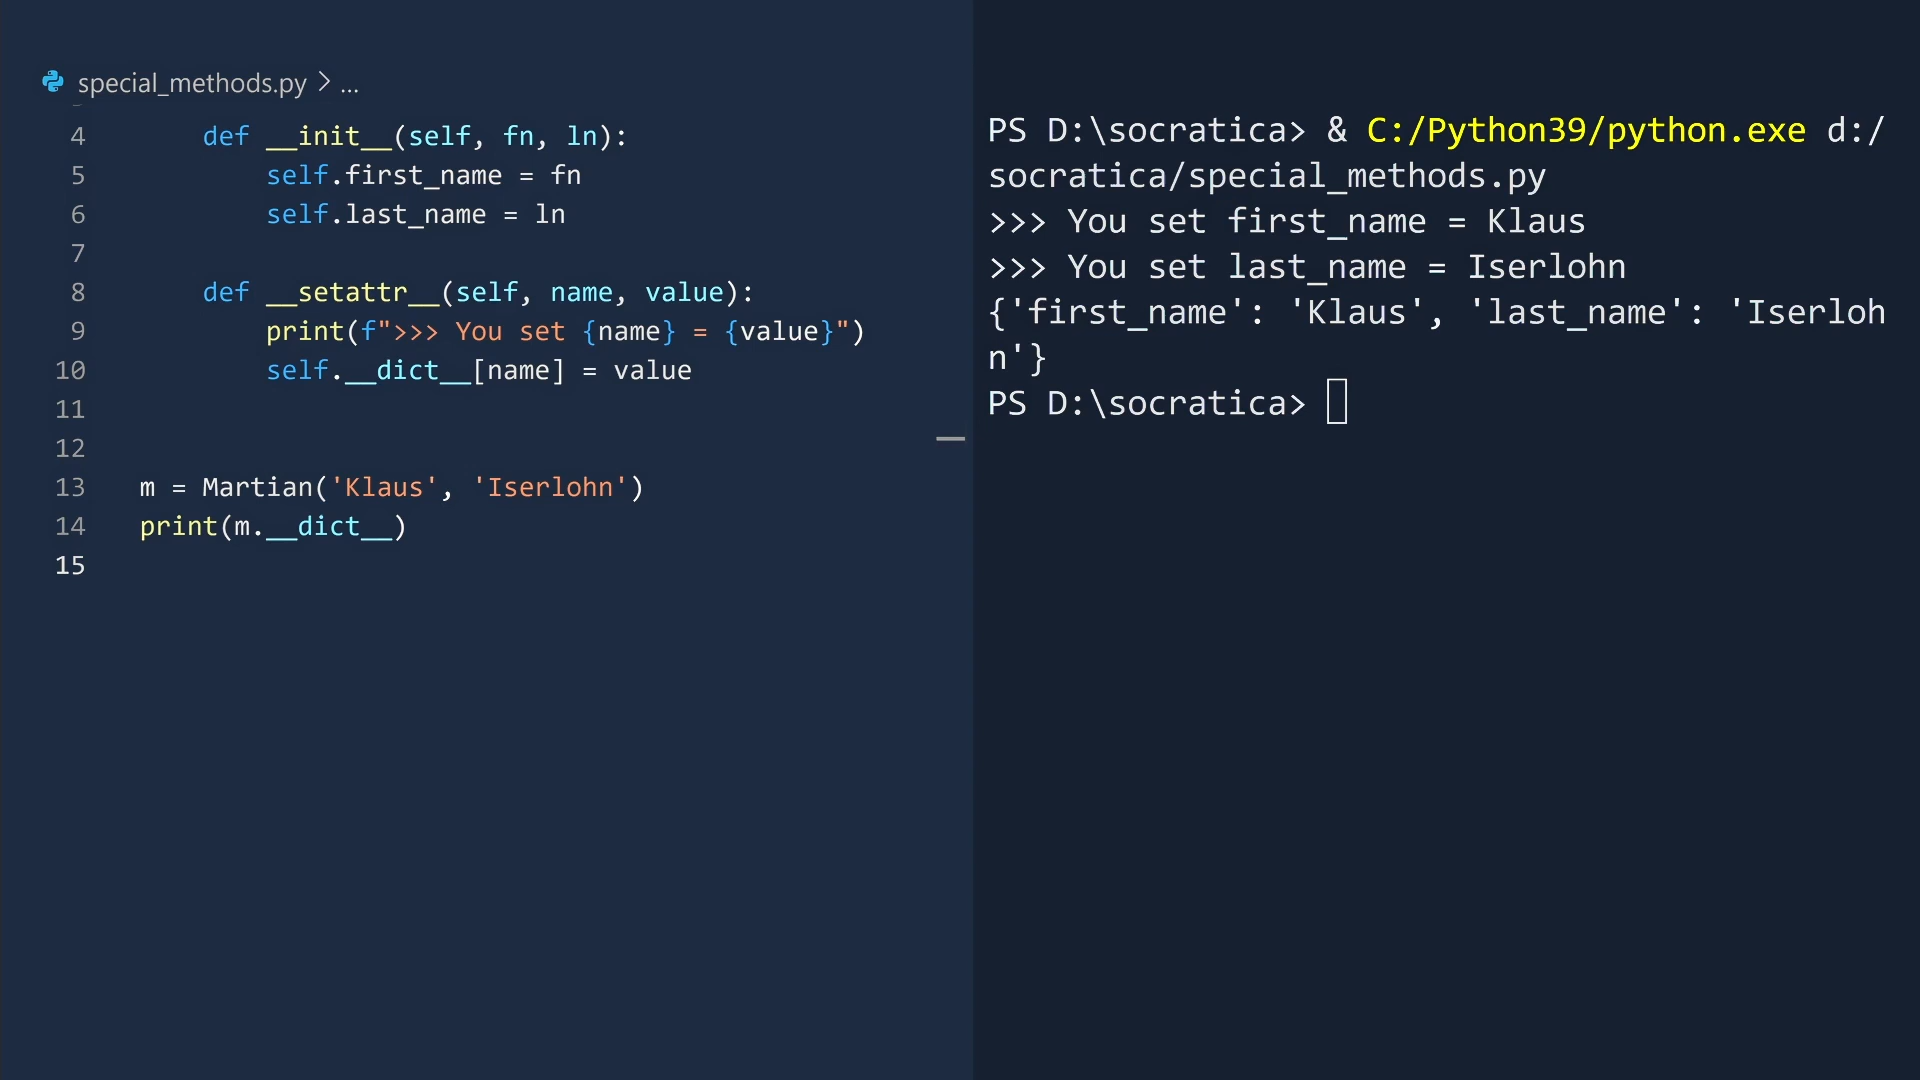 special_methods.py > ...
4 def __init__(self, fn, ln):
5 self.first_name = fn
6 self.last_name = ln
7
8 def __setattr__(self, name, value):
9 print(f">>> You set {name} = {value}")
10 self.__dict__[name] = value
11
12
13 m = Martian('Klaus', 'Iserlohn')
14 print(m.__dict__)
15
PS D:\socratica> & C:/Python39/python.exe d:/
socratica/special_methods.py
>>> You set first_name = Klaus
>>> You set last_name = Iserlohn
{'first_name': 'Klaus', 'last_name': 'Iserloh
n'}
PS D:\socratica>